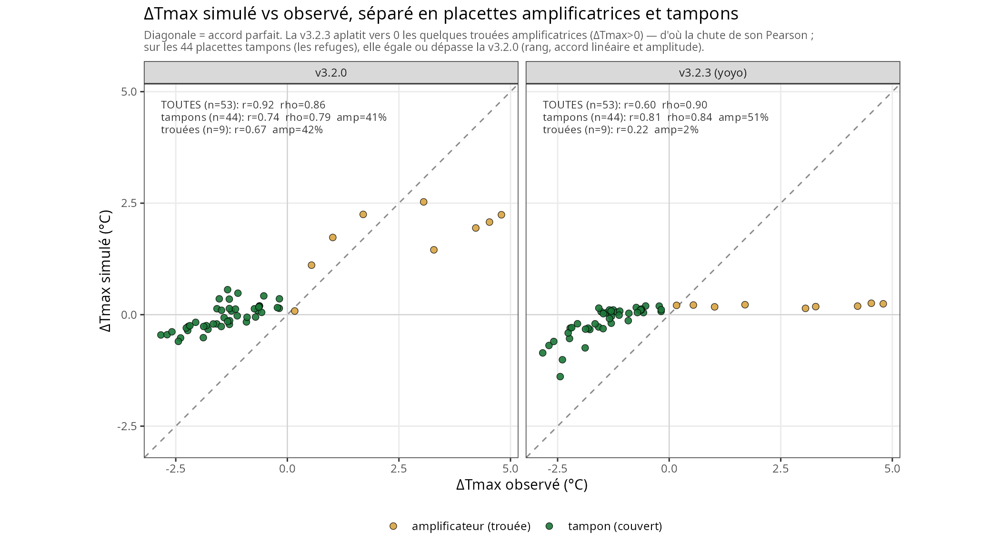 ΔTmax simulé vs observé, séparé en placettes amplificatrices et tampons
Diagonale = accord parfait. La v3.2.3 aplatit vers 0 les quelques trouées amplificatrices (ΔTmax>0) — d'où la chute de son Pearson ;
sur les 44 placettes tampons (les refuges), elle égale ou dépasse la v3.2.0 (rang, accord linéaire et amplitude).
v3.2.0
v3.2.3 (yoyo)
TOUTES (n=53): r=0.92 rho=0.86
tampons (n=44): r=0.74 rho=0.79 amp=41%
trouées (n=9): r=0.67 amp=42%
TOUTES (n=53): r=0.60 rho=0.90
tampons (n=44): r=0.81 rho=0.84 amp=51%
trouées (n=9): r=0.22 amp=2%
5.0
2.5
0.0
-2.5
ΔTmax simulé (°C)
-2.5 0.0 2.5 5.0
-2.5 0.0 2.5 5.0
ΔTmax observé (°C)
amplificateur (trouée)
tampon (couvert)